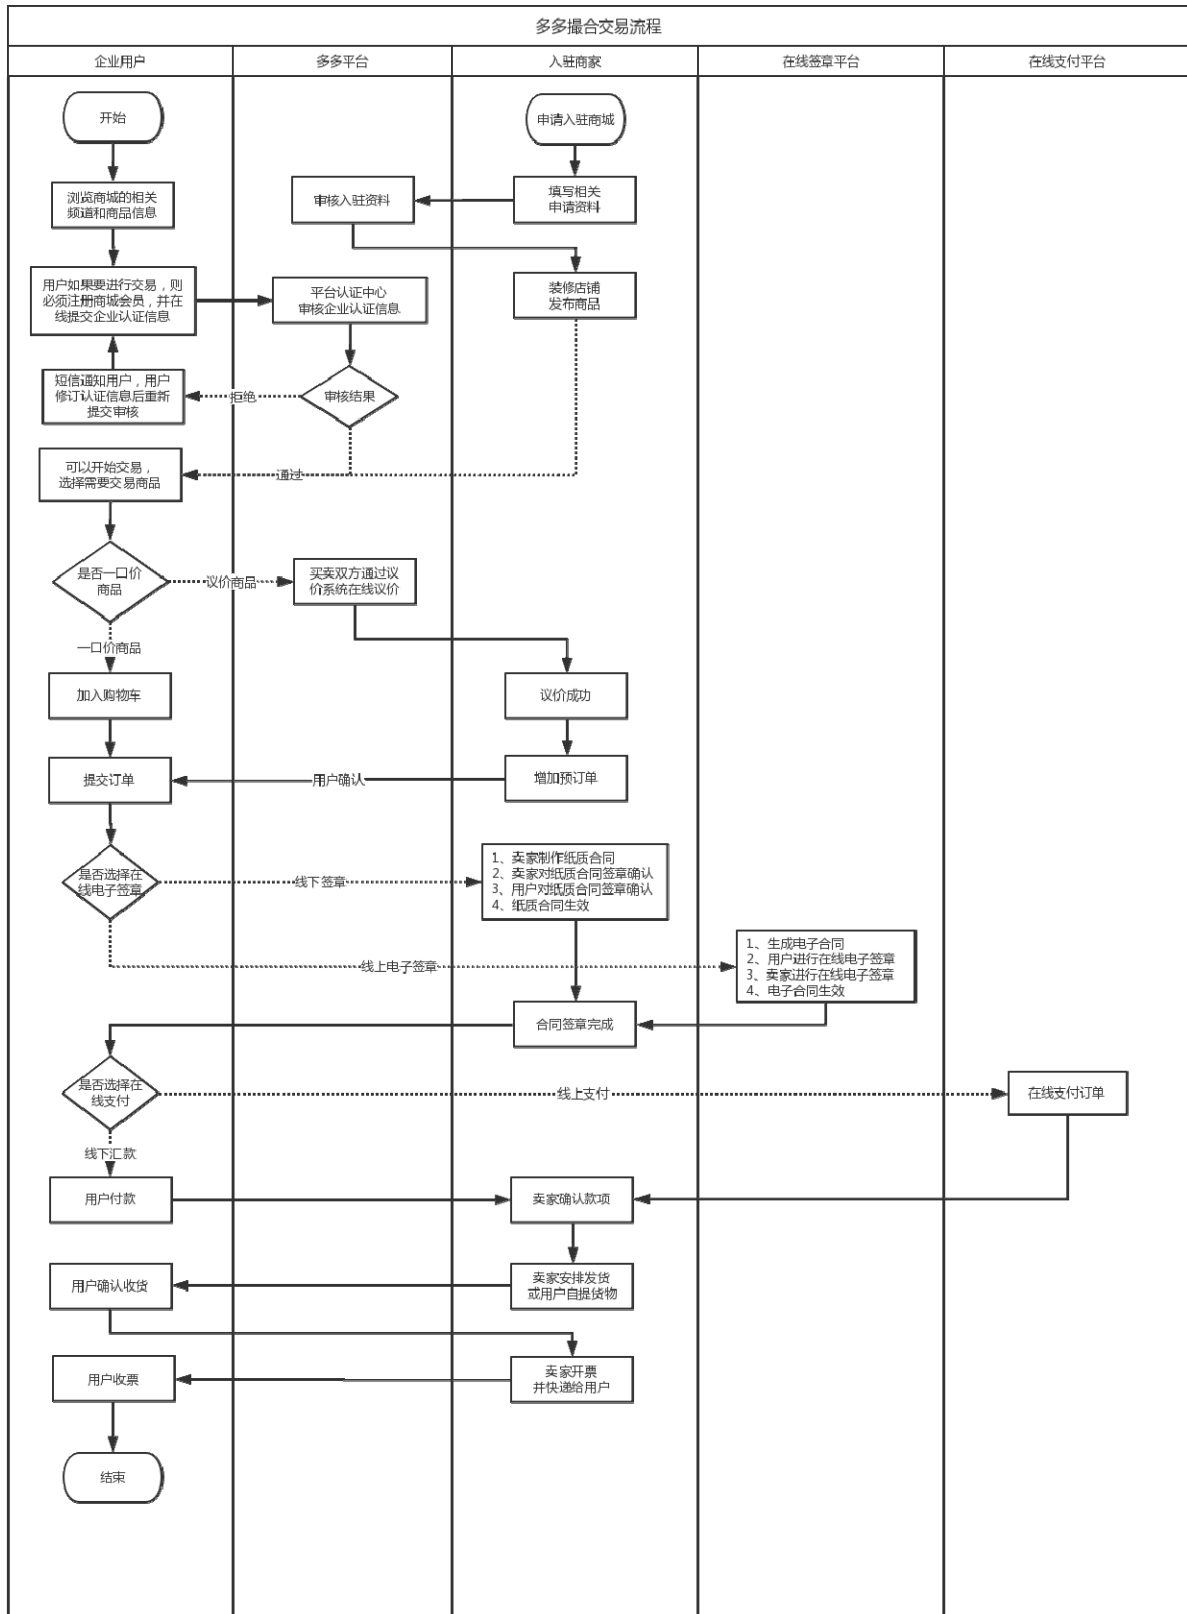 多多撮合交易流程
企业用户
多多平台
入驻商家
在线签章平台
在线支付平台
开始
申请入驻商城
浏览商城的相关
频道和商品信息
审核入驻资料
填写相关
申请资料
用户如果要进行交易，则
必须注册商城会员，并在
线提交企业认证信息
平台认证中心
审核企业认证信息
装修店铺
发布商品
短信通知用户，用户
修订认证信息后重新
提交审核
拒绝
审核结果
可以开始交易，
选择需要交易商品
通过
是否一口价
商品
议价商品
买卖双方通过议
价系统在线议价
一口价商品
加入购物车
议价成功
提交订单
用户确认
增加预订单
是否选择在
线电子签章
线下签章
1、卖家制作纸质合同
2、卖家对纸质合同签章确认
3、用户对纸质合同签章确认
4、纸质合同生效
线上电子签章
1、生成电子合同
2、用户进行在线电子签章
3、卖家进行在线电子签章
4、电子合同生效
合同签章完成
是否选择在
线支付
线上支付
在线支付订单
线下汇款
用户付款
卖家确认款项
用户确认收货
卖家安排发货
或用户自提货物
用户收票
卖家开票
并快递给用户
结束